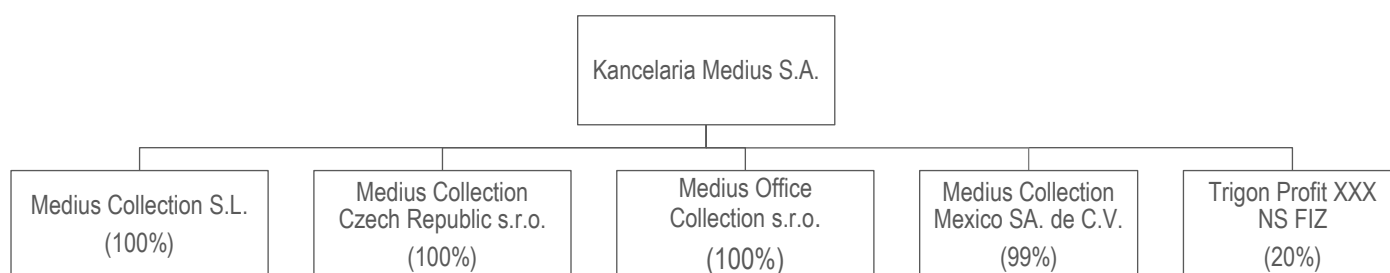 Kancelaria Medius S.A.
Medius Collection S.L.
(100%)
Medius Collection
Czech Republic s.r.o.
(100%)
Medius Office
Collection s.r.o.
(100%)
Medius Collection
Mexico SA. de C.V.
(99%)
Trigon Profit XXX
NS FIZ
(20%)